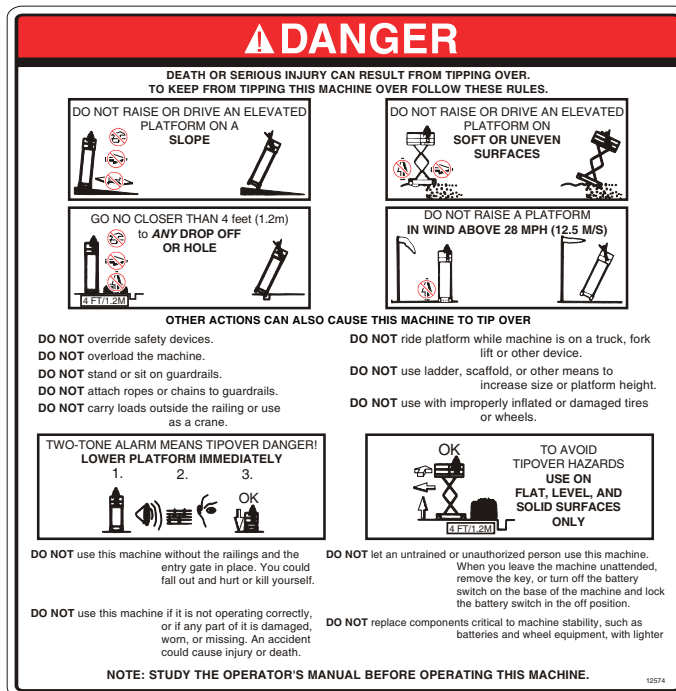 DANGER
DEATH OR SERIOUS INJURY CAN RESULT FROM TIPPING OVER.
TO KEEP FROM TIPPING THIS MACHINE OVER FOLLOW THESE RULES.
DO NOT RAISE OR DRIVE AN ELEVATED
PLATFORM ON A
SLOPE
DO NOT RAISE OR DRIVE AN ELEVATED
PLATFORM ON
SOFT OR UNEVEN
SURFACES
GO NO CLOSER THAN 4 feet (1.2m)
to ANY DROP OFF
OR HOLE
4 FT/1.2M
DO NOT RAISE A PLATFORM
IN WIND ABOVE 28 MPH (12.5 M/S)
OTHER ACTIONS CAN ALSO CAUSE THIS MACHINE TO TIP OVER
DO NOT override safety devices.
DO NOT overload the machine.
DO NOT stand or sit on guardrails.
DO NOT attach ropes or chains to guardrails.
DO NOT carry loads outside the railing or use
as a crane.
DO NOT ride platform while machine is on a truck, fork
lift or other device.
DO NOT use ladder, scaffold, or other means to
increase size or platform height.
DO NOT use with improperly inflated or damaged tires
or wheels.
TWO-TONE ALARM MEANS TIPOVER DANGER!
LOWER PLATFORM IMMEDIATELY
1. 2. 3.
OK
OK
TO AVOID
TIPOVER HAZARDS
USE ON
FLAT, LEVEL, AND
SOLID SURFACES
ONLY
4 FT/1.2M
DO NOT use this machine without the railings and the
entry gate in place. You could
fall out and hurt or kill yourself.
DO NOT use this machine if it is not operating correctly,
or if any part of it is damaged,
worn, or missing. An accident
could cause injury or death.
DO NOT let an untrained or unauthorized person use this machine.
When you leave the machine unattended,
remove the key, or turn off the battery
switch on the base of the machine and lock
the battery switch in the off position.
DO NOT replace components critical to machine stability, such as
batteries and wheel equipment, with lighter
NOTE: STUDY THE OPERATOR'S MANUAL BEFORE OPERATING THIS MACHINE.
12574